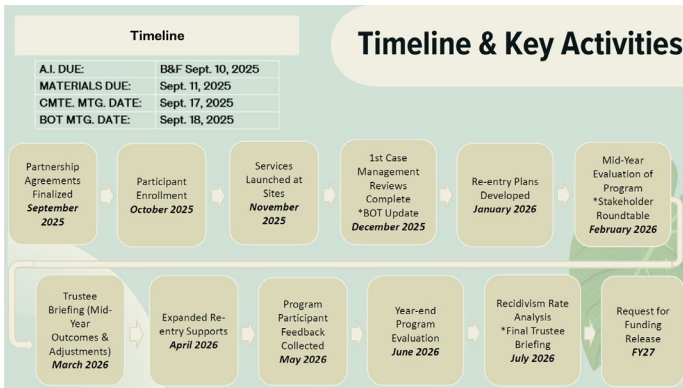 Timeline
Timeline & Key Activities
A.I. DUE: B&F Sept. 10, 2025
MATERIALS DUE: Sept. 11, 2025
CMTE. MTG. DATE: Sept. 17, 2025
BOT MTG. DATE: Sept. 18, 2025
Partnership
Agreements
Finalized
September
2025
Participant
Enrollment
October 2025
Services
Launched at
Sites
November
2025
1st Case
Management
Reviews
Complete
*BOT Update
December 2025
Re-entry Plans
Developed
January 2026
Mid-Year
Evaluation of
Program
*Stakeholder
Roundtable
February 2026
Trustee
Briefing (Mid-
Year
Outcomes &
Adjustments)
March 2026
Expanded Re-
entry Supports
April 2026
Program
Participant
Feedback
Collected
May 2026
Year-end
Program
Evaluation
June 2026
Recidivism Rate
Analysis
*Final Trustee
Briefing
July 2026
Request for
Funding
Release
FY27